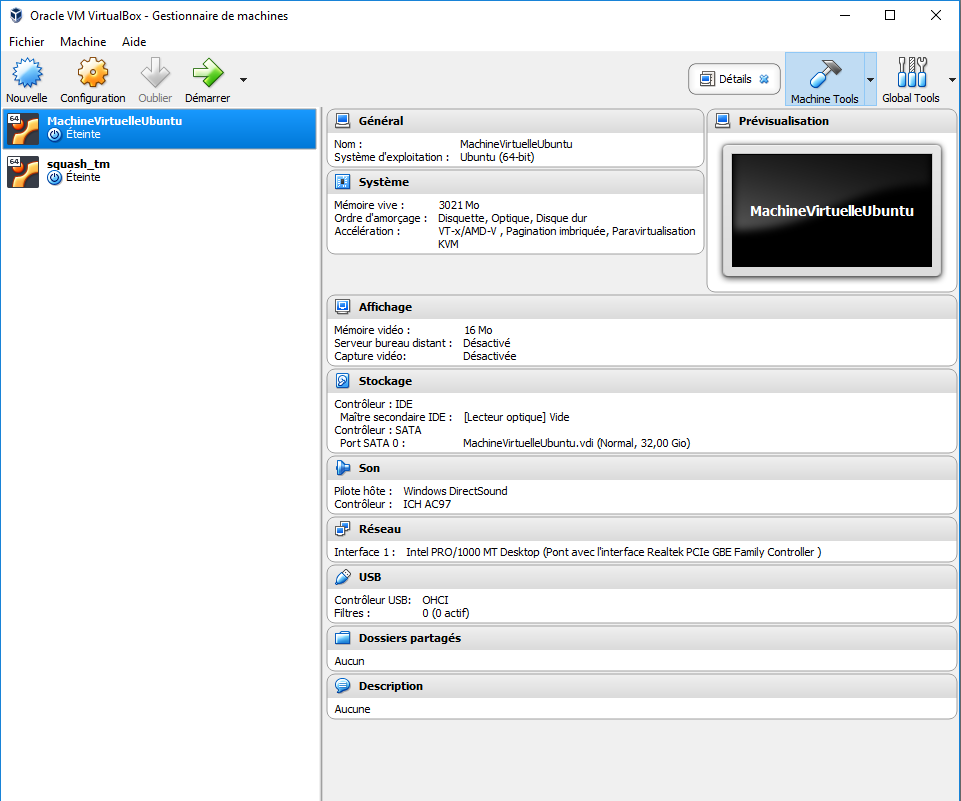 Oracle VM VirtualBox - Gestionnaire de machines
Fichier Machine Aide
Nouvelle Configuration Oublier Démarrer
Détails Machine Tools Global Tools
64 MachineVirtuelleUbuntu
Éteinte
64 squash_tm
Éteinte
Général
Nom : MachineVirtuelleUbuntu
Système d'exploitation : Ubuntu (64-bit)
Système
Mémoire vive : 3021 Mo
Ordre d'amorçage : Disquette, Optique, Disque dur
Accélération : VT-x/AMD-V , Pagination imbriquée, Paravirtualisation
KVM
Prévisualisation
MachineVirtuelleUbuntu
Affichage
Mémoire vidéo : 16 Mo
Serveur bureau distant : Désactivé
Capture vidéo: Désactivée
Stockage
Contrôleur : IDE
Maître secondaire IDE : [Lecteur optique] Vide
Contrôleur : SATA
Port SATA 0 : MachineVirtuelleUbuntu.vdi (Normal, 32,00 Gio)
Son
Pilote hôte : Windows DirectSound
Contrôleur : ICH AC97
Réseau
Interface 1 : Intel PRO/1000 MT Desktop (Pont avec l'interface Realtek PCIe GBE Family Controller )
USB
Contrôleur USB: OHCI
Filtres : 0 (0 actif)
Dossiers partagés
Aucun
Description
Aucune